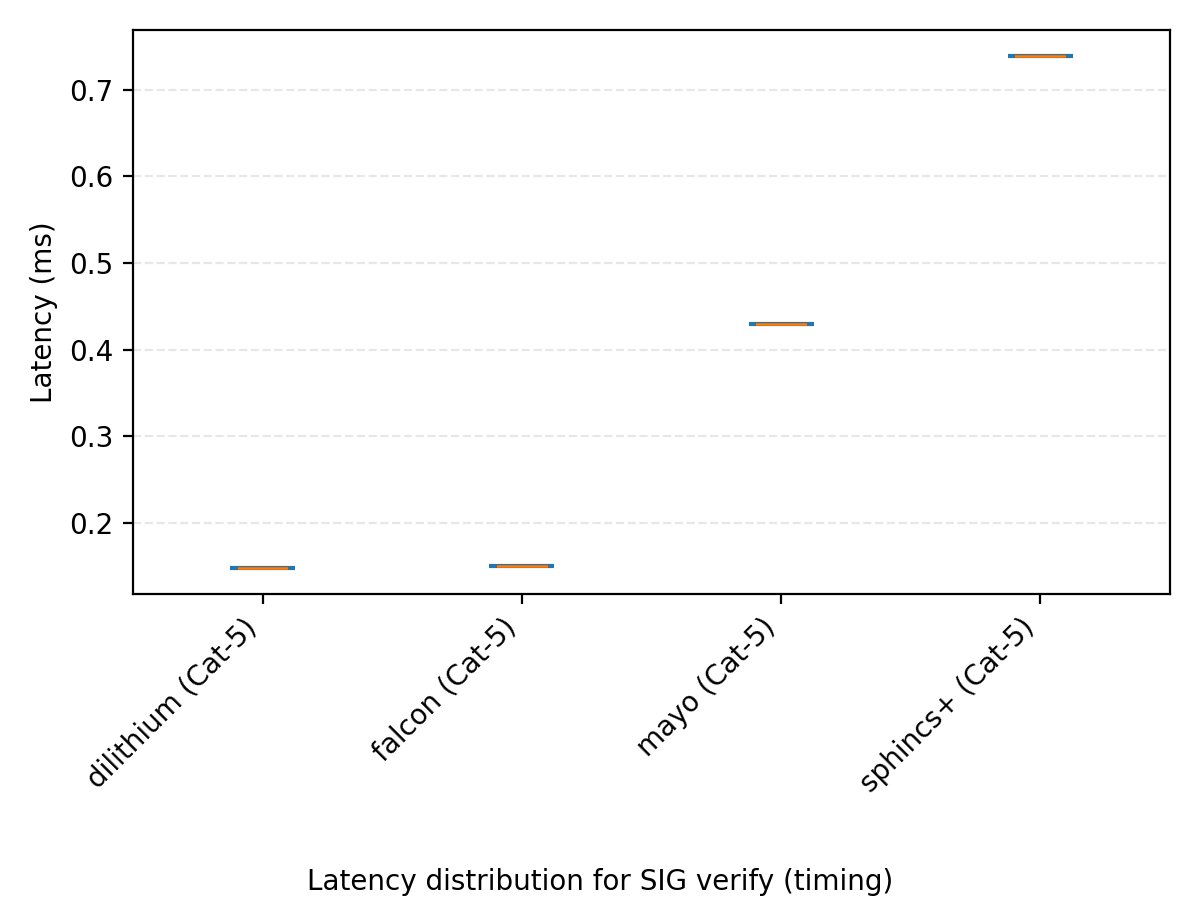 Latency (ms)
0.7
0.6
0.5
0.4
0.3
0.2
dilithium (Cat-5)
falcon (Cat-5)
mayo (Cat-5)
sphincs+ (Cat-5)
Latency distribution for SIG verify (timing)